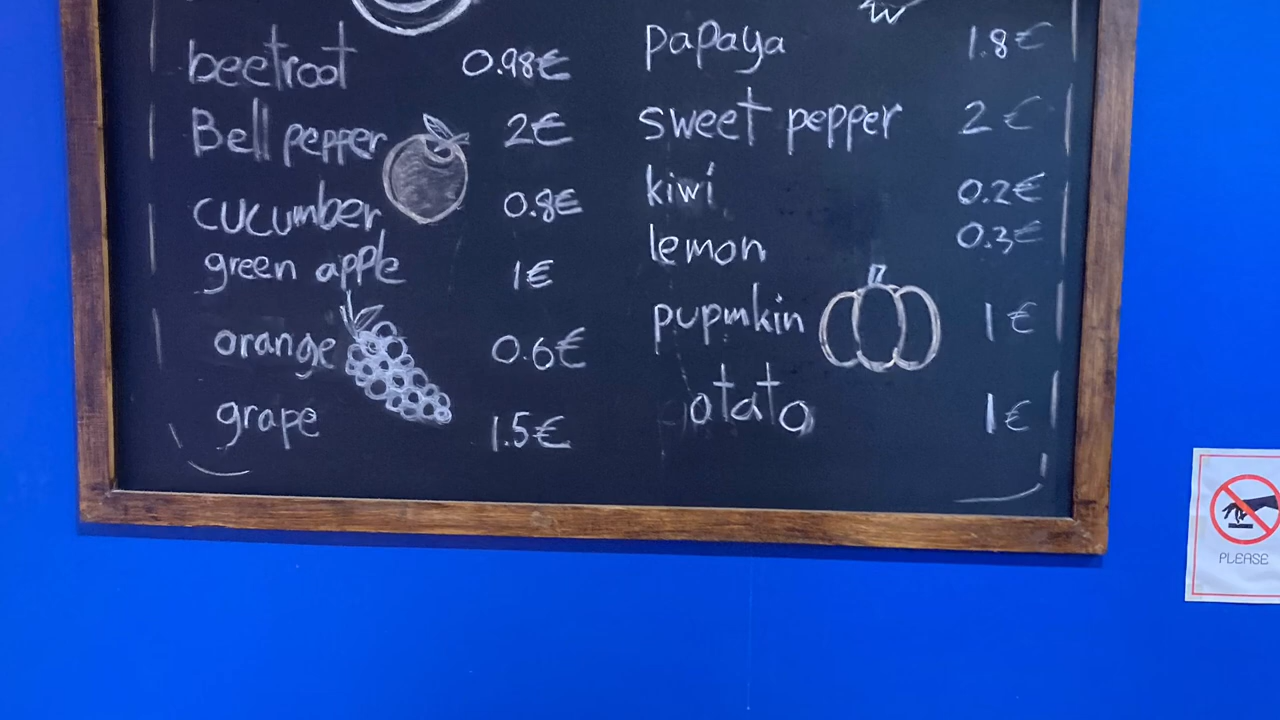 beetroot 0.98€
Bell pepper 2€
cucumber 0.8€
green apple 1€
orange 0.6€
grape 1.5€
papaya 1.8€
sweet pepper 2€
kiwi 0.2€
lemon 0.3€
pupmkin 1€
otato 1€
PLEASE